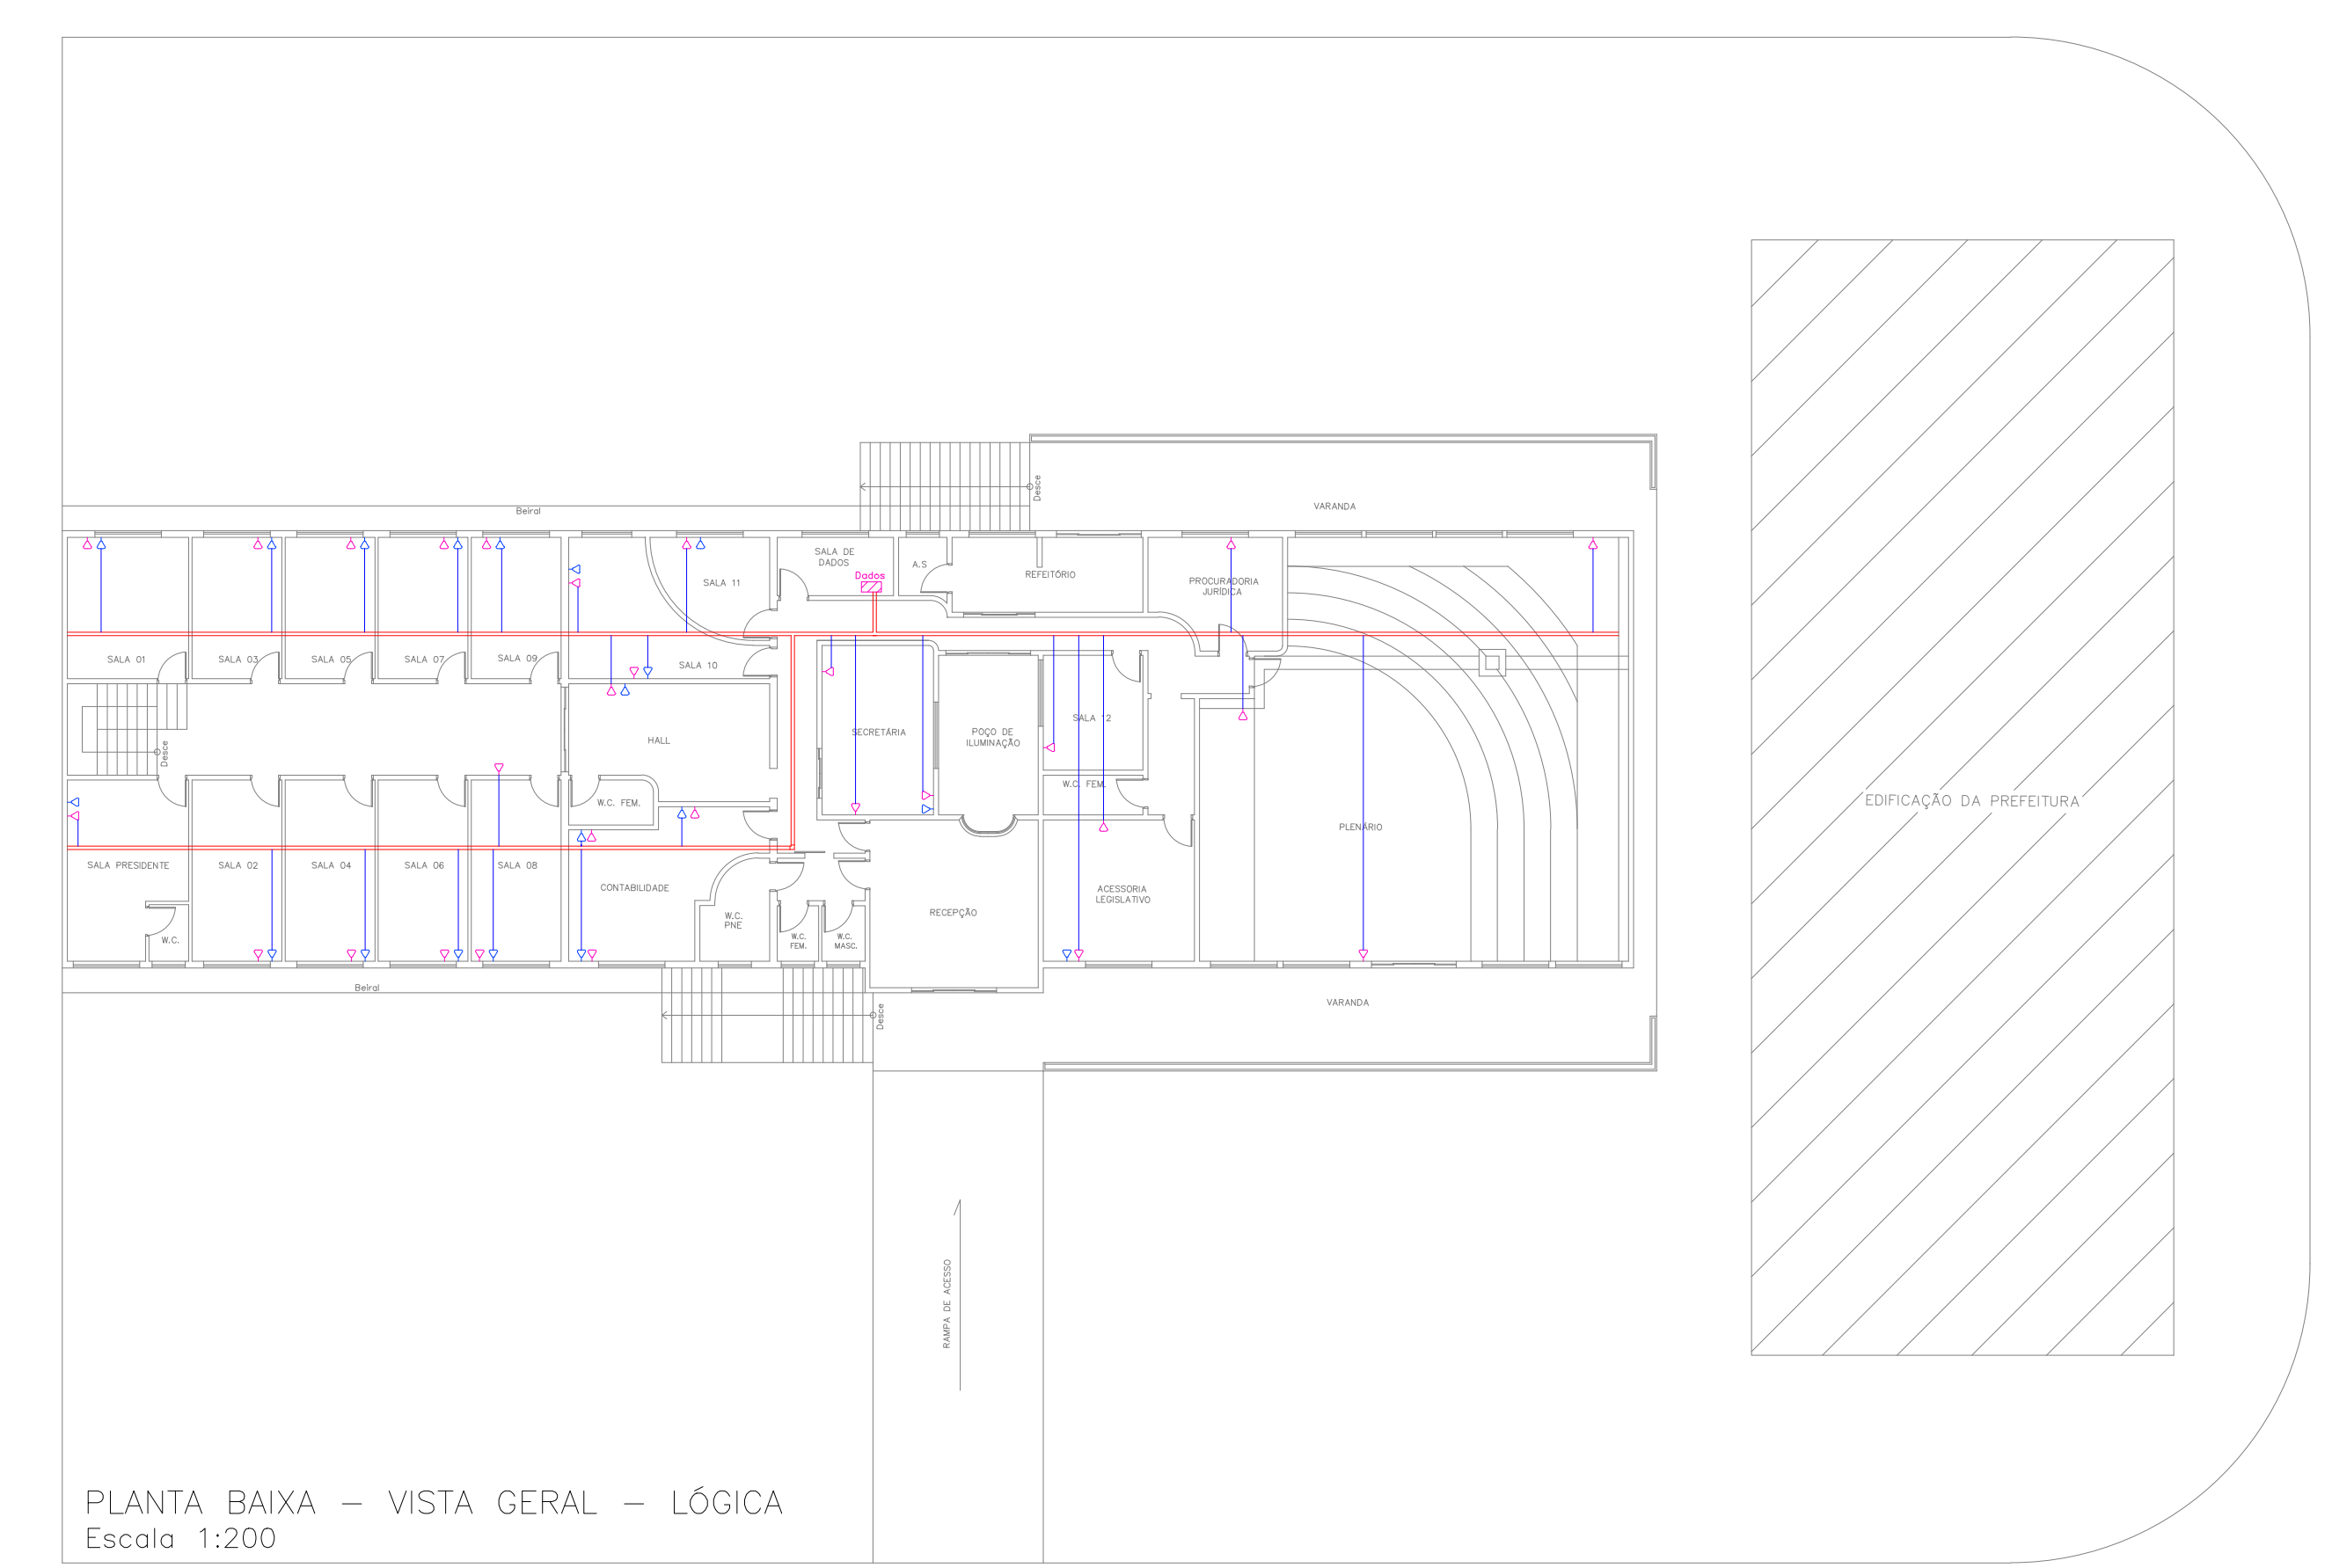 Desce
VARANDA
Beiral
SALA DE
DADOS
A.S
Dados
REFEITÓRIO
SALA 11
PROCURADORIA
JURÍDICA
SALA 01
SALA 03
SALA 05
SALA 07
SALA 09
SALA 10
SALA 12
SECRETÁRIA
POÇO DE
ILUMINAÇÃO
HALL
Desce
W.C. FEM.
W.C. FEM.
EDIFICAÇÃO DA PREFEITURA
PLENÁRIO
SALA PRESIDENTE
SALA 02
SALA 04
SALA 06
SALA 08
CONTABILIDADE
ACESSORIA
LEGISLATIVO
RECEPÇÃO
W.C.
PNE
W.C.
W.C.
FEM.
W.C.
MASC.
Beiral
VARANDA
Desce
RAMPA DE ACESSO
PLANTA BAIXA – VISTA GERAL – LÓGICA
Escala 1:200